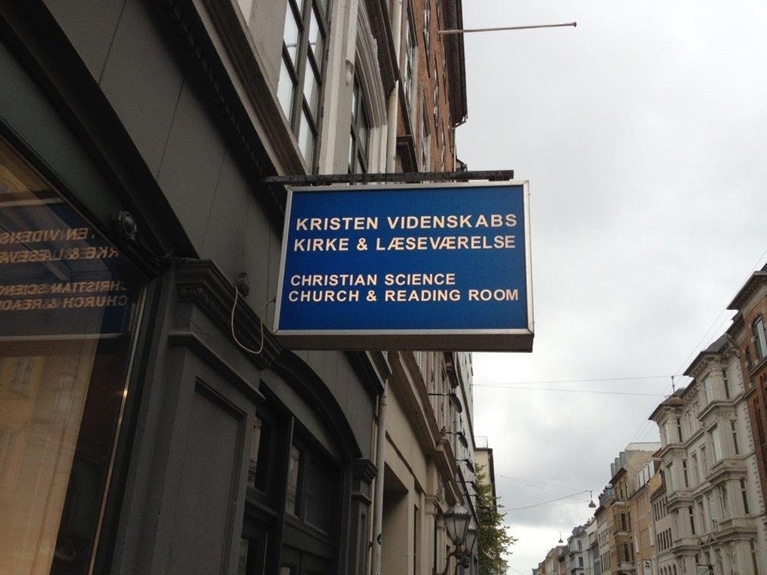 KRISTEN VIDENSKABS
KIRKE & LÆSEVÆRELSE
CHRISTIAN SCIENCE
CHURCH & READING ROOM